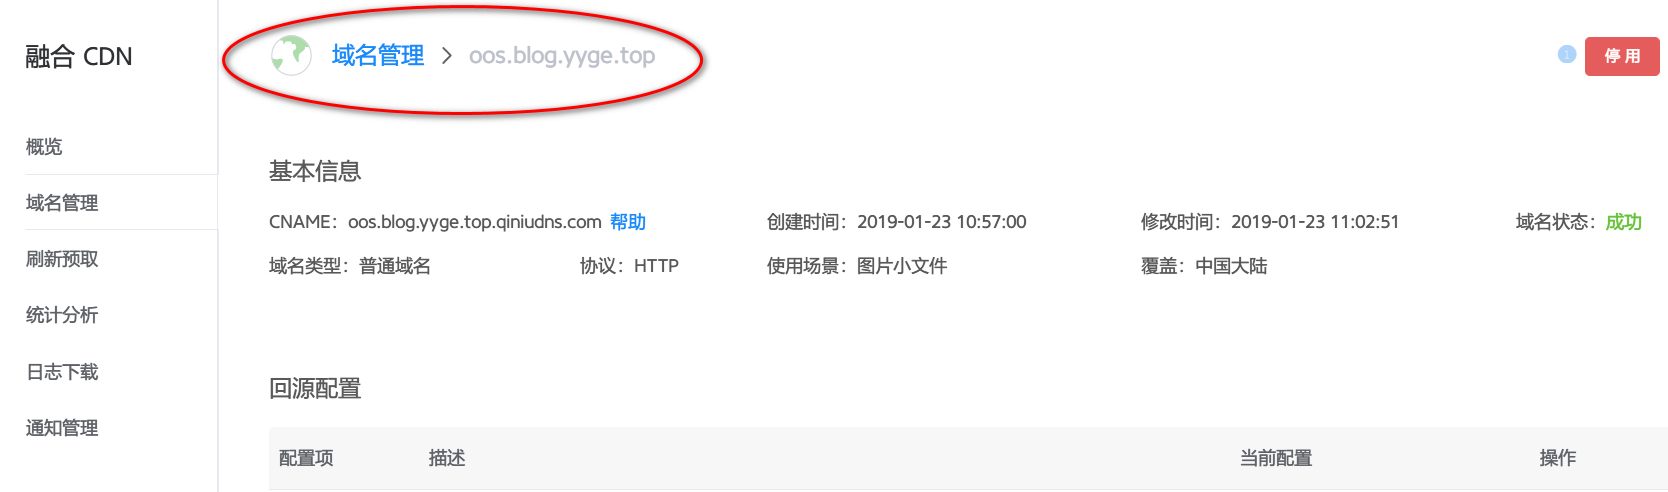 融合 CDN
域名管理 > oos.blog.yyge.top
1
停用
概览
域名管理
刷新预取
统计分析
日志下载
通知管理
基本信息
CNAME：oos.blog.yyge.top.qiniudns.com 帮助 创建时间：2019-01-23 10:57:00 修改时间：2019-01-23 11:02:51 域名状态：成功
域名类型：普通域名 协议：HTTP 使用场景：图片小文件 覆盖：中国大陆
回源配置
配置项 描述 当前配置 操作